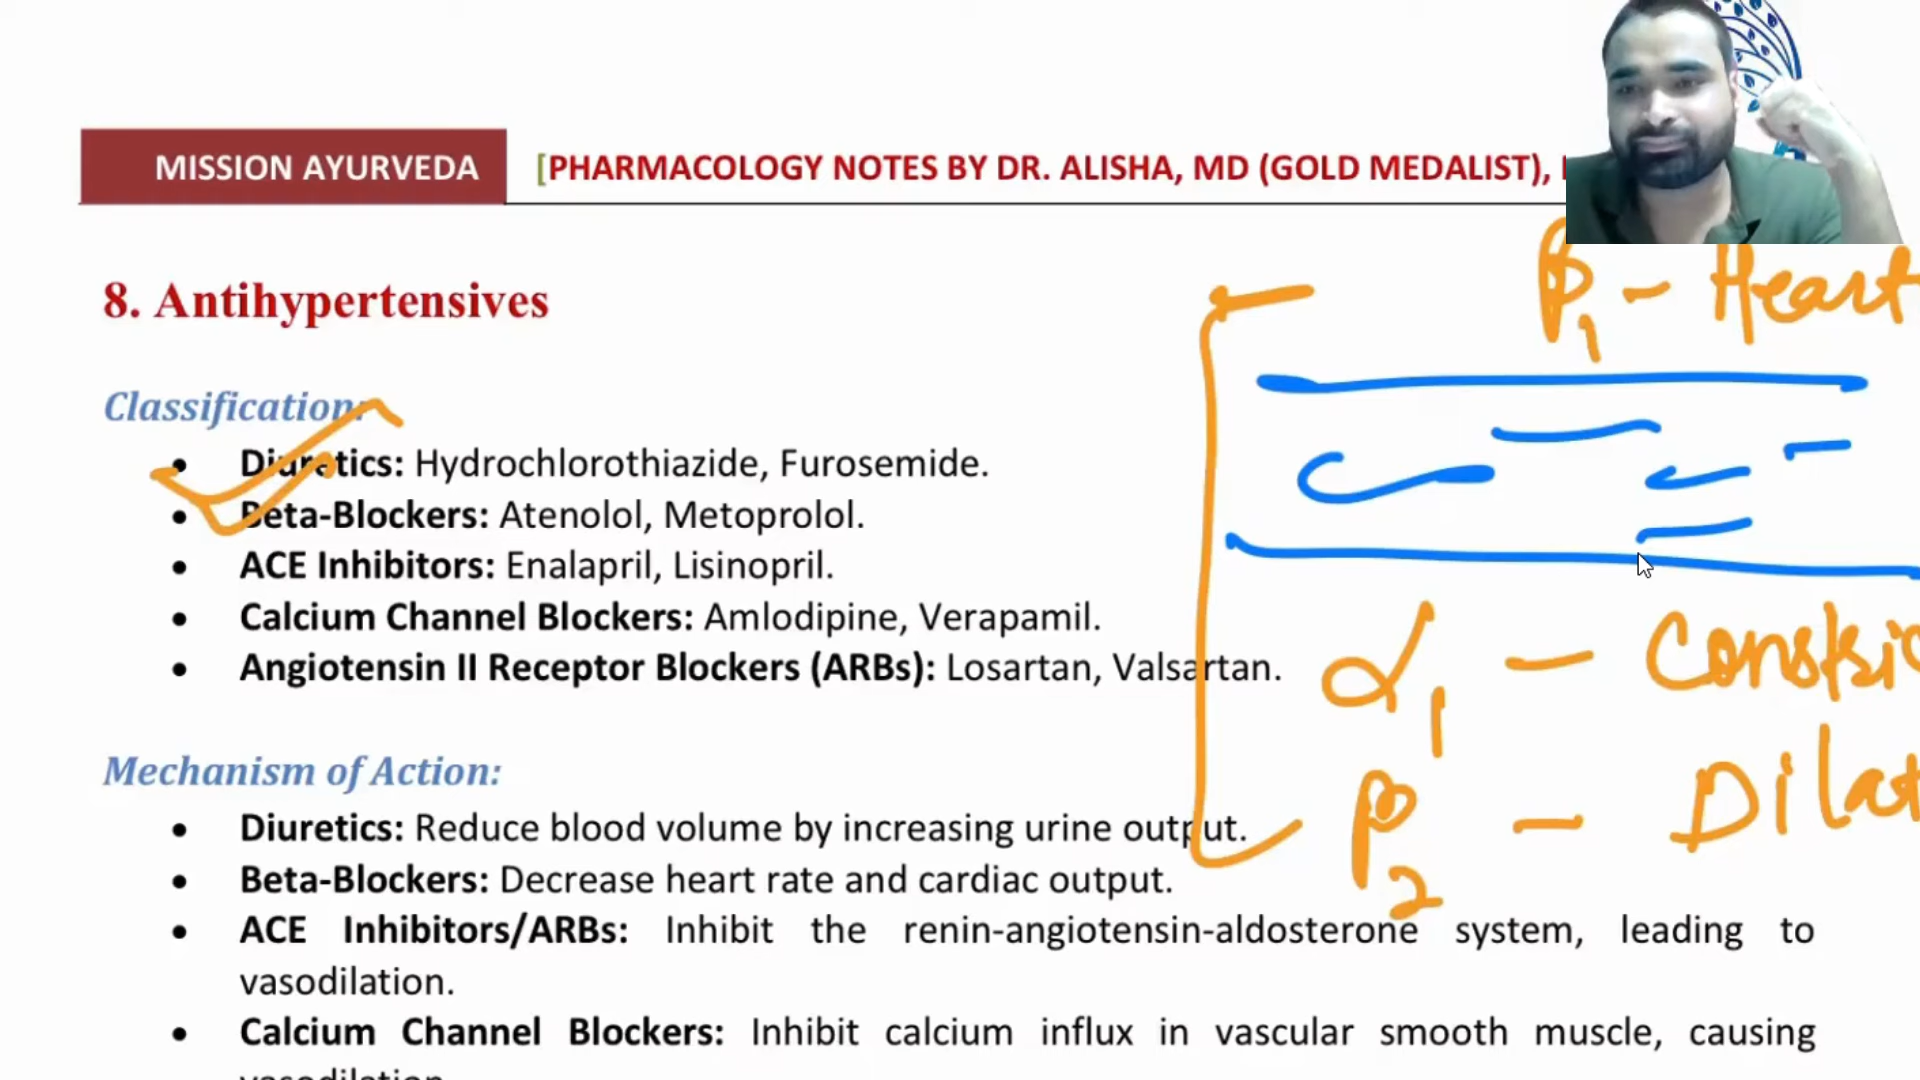 MISSION AYURVEDA [PHARMACOLOGY NOTES BY DR. ALISHA, MD (GOLD MEDALIST),
8. Antihypertensives
β1 - Heart
Classification:
• Diuretics: Hydrochlorothiazide, Furosemide.
• Beta-Blockers: Atenolol, Metoprolol.
• ACE Inhibitors: Enalapril, Lisinopril.
• Calcium Channel Blockers: Amlodipine, Verapamil.
• Angiotensin II Receptor Blockers (ARBs): Losartan, Valsartan.
α1 -
Mechanism of Action:
β2 - Dilat
• Diuretics: Reduce blood volume by increasing urine output.
• Beta-Blockers: Decrease heart rate and cardiac output.
• ACE Inhibitors/ARBs: Inhibit the renin-angiotensin-aldosterone system, leading to
vasodilation.
• Calcium Channel Blockers: Inhibit calcium influx in vascular smooth muscle, causing
vasodilation